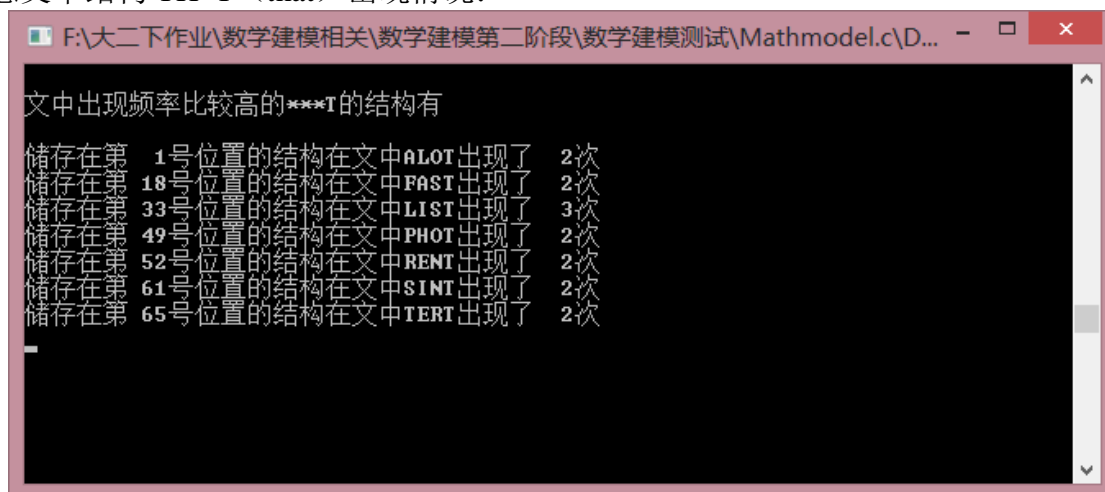 F:\大二下作业\数学建模相关\数学建模第二阶段\数学建模测试\Mathmodel.c\D...
文中出现频率比较高的***T的结构有
储存在第 1号位置的结构在文中ALOT出现了 2次
储存在第 18号位置的结构在文中FAST出现了 2次
储存在第 33号位置的结构在文中LIST出现了 3次
储存在第 49号位置的结构在文中PHOT出现了 2次
储存在第 52号位置的结构在文中RENT出现了 2次
储存在第 61号位置的结构在文中SINT出现了 2次
储存在第 65号位置的结构在文中TERT出现了 2次